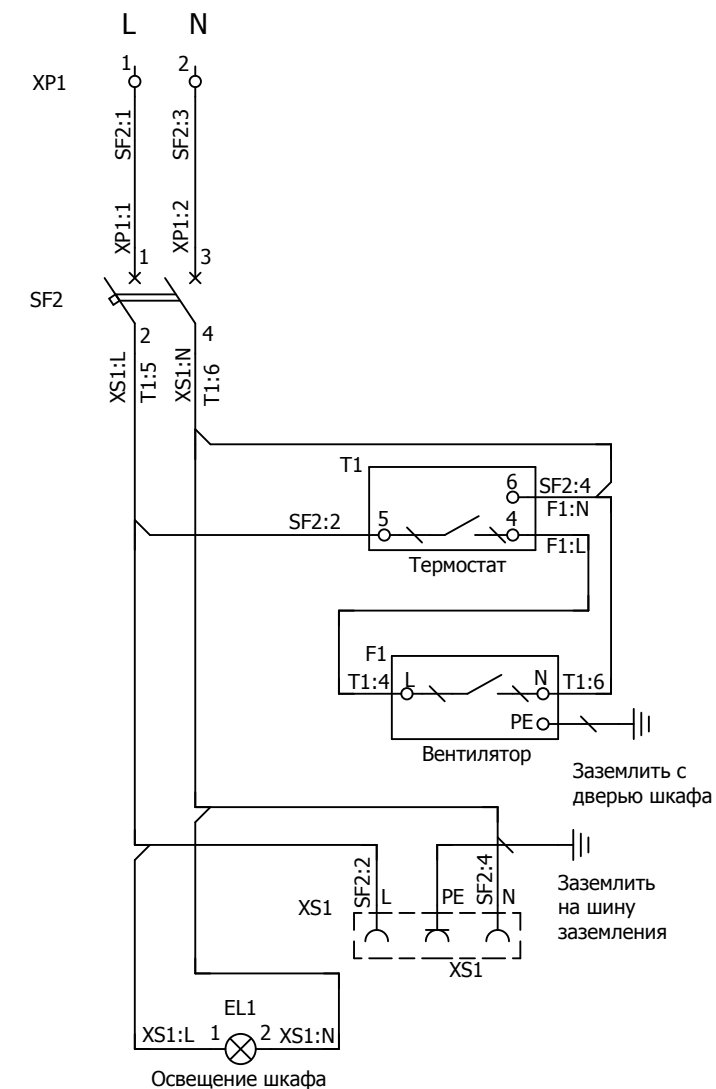 L N
1 2
XP1
SF2:1 SF2:3
XP1:1 XP1:2
1 3
SF2
2 4
XS1:L T1:5 XS1:N T1:6
T1
6 SF2:4
F1:N
SF2:2 5 4
F1:L
Термостат
F1
T1:4 L N T1:6
PE
Вентилятор
Заземлить с
дверью шкафа
SF2:2 L PE SF2:4 N
XS1
XS1
Заземлить
на шину
заземления
EL1
XS1:L 1 2 XS1:N
Освещение шкафа